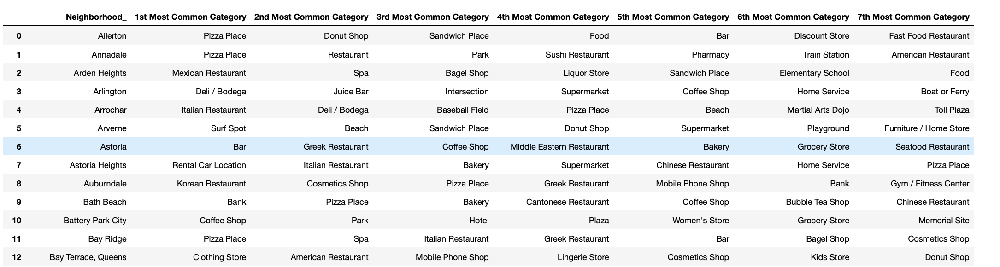 Neighborhood_ 1st Most Common Category 2nd Most Common Category 3rd Most Common Category 4th Most Common Category 5th Most Common Category 6th Most Common Category 7th Most Common Category
0 Allerton Pizza Place Donut Shop Sandwich Place Food Bar Discount Store Fast Food Restaurant
1 Annadale Pizza Place Restaurant Park Sushi Restaurant Pharmacy Train Station American Restaurant
2 Arden Heights Mexican Restaurant Spa Bagel Shop Liquor Store Sandwich Place Elementary School Food
3 Arlington Deli / Bodega Juice Bar Intersection Supermarket Coffee Shop Home Service Boat or Ferry
4 Arrochar Italian Restaurant Deli / Bodega Baseball Field Pizza Place Beach Martial Arts Dojo Toll Plaza
5 Arverne Surf Spot Beach Sandwich Place Donut Shop Supermarket Playground Furniture / Home Store
6 Astoria Bar Greek Restaurant Coffee Shop Middle Eastern Restaurant Bakery Grocery Store Seafood Restaurant
7 Astoria Heights Rental Car Location Italian Restaurant Bakery Supermarket Chinese Restaurant Home Service Pizza Place
8 Auburndale Korean Restaurant Cosmetics Shop Pizza Place Greek Restaurant Mobile Phone Shop Bank Gym / Fitness Center
9 Bath Beach Bank Pizza Place Bakery Cantonese Restaurant Coffee Shop Bubble Tea Shop Chinese Restaurant
10 Battery Park City Coffee Shop Park Hotel Plaza Women's Store Grocery Store Memorial Site
11 Bay Ridge Pizza Place Spa Italian Restaurant Greek Restaurant Bar Bagel Shop Cosmetics Shop
12 Bay Terrace, Queens Clothing Store American Restaurant Mobile Phone Shop Lingerie Store Cosmetics Shop Kids Store Donut Shop